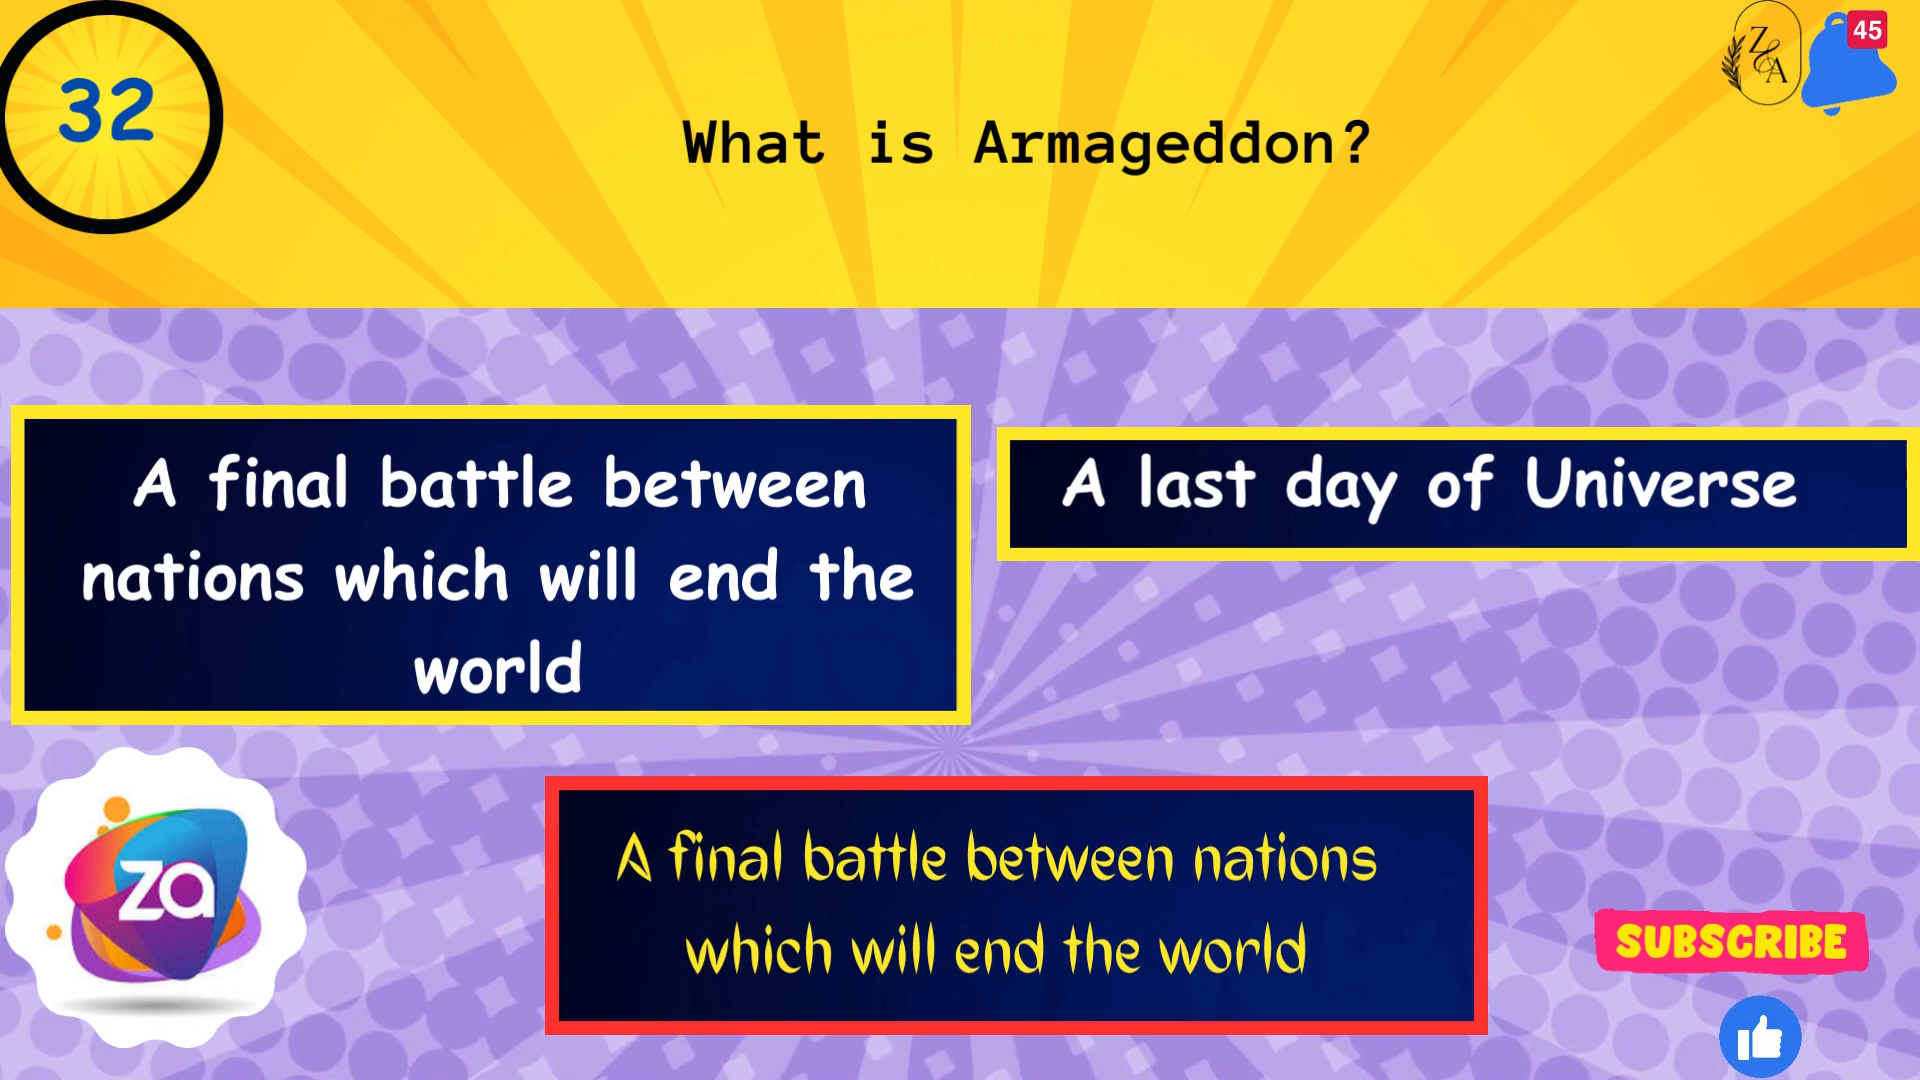 32
What is Armageddon?
Z&A
45
A final battle between
nations which will end the
world
A last day of Universe
za
A final battle between nations
which will end the world
SUBSCRIBE